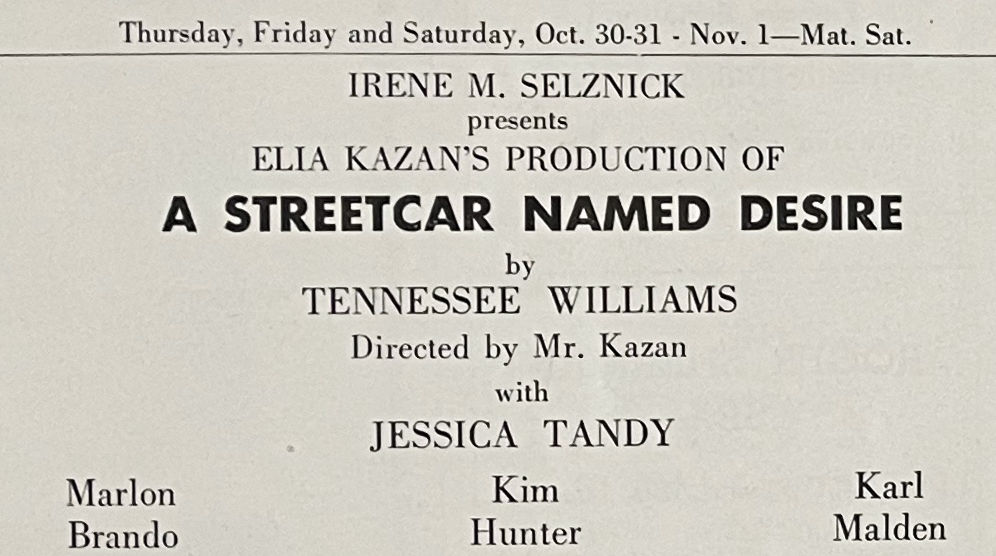 Thursday, Friday and Saturday, Oct. 30-31 - Nov. 1—Mat. Sat.
IRENE M. SELZNICK
presents
ELIA KAZAN'S PRODUCTION OF
A STREETCAR NAMED DESIRE
by
TENNESSEE WILLIAMS
Directed by Mr. Kazan
with
JESSICA TANDY
Marlon Kim Karl
Brando Hunter Malden